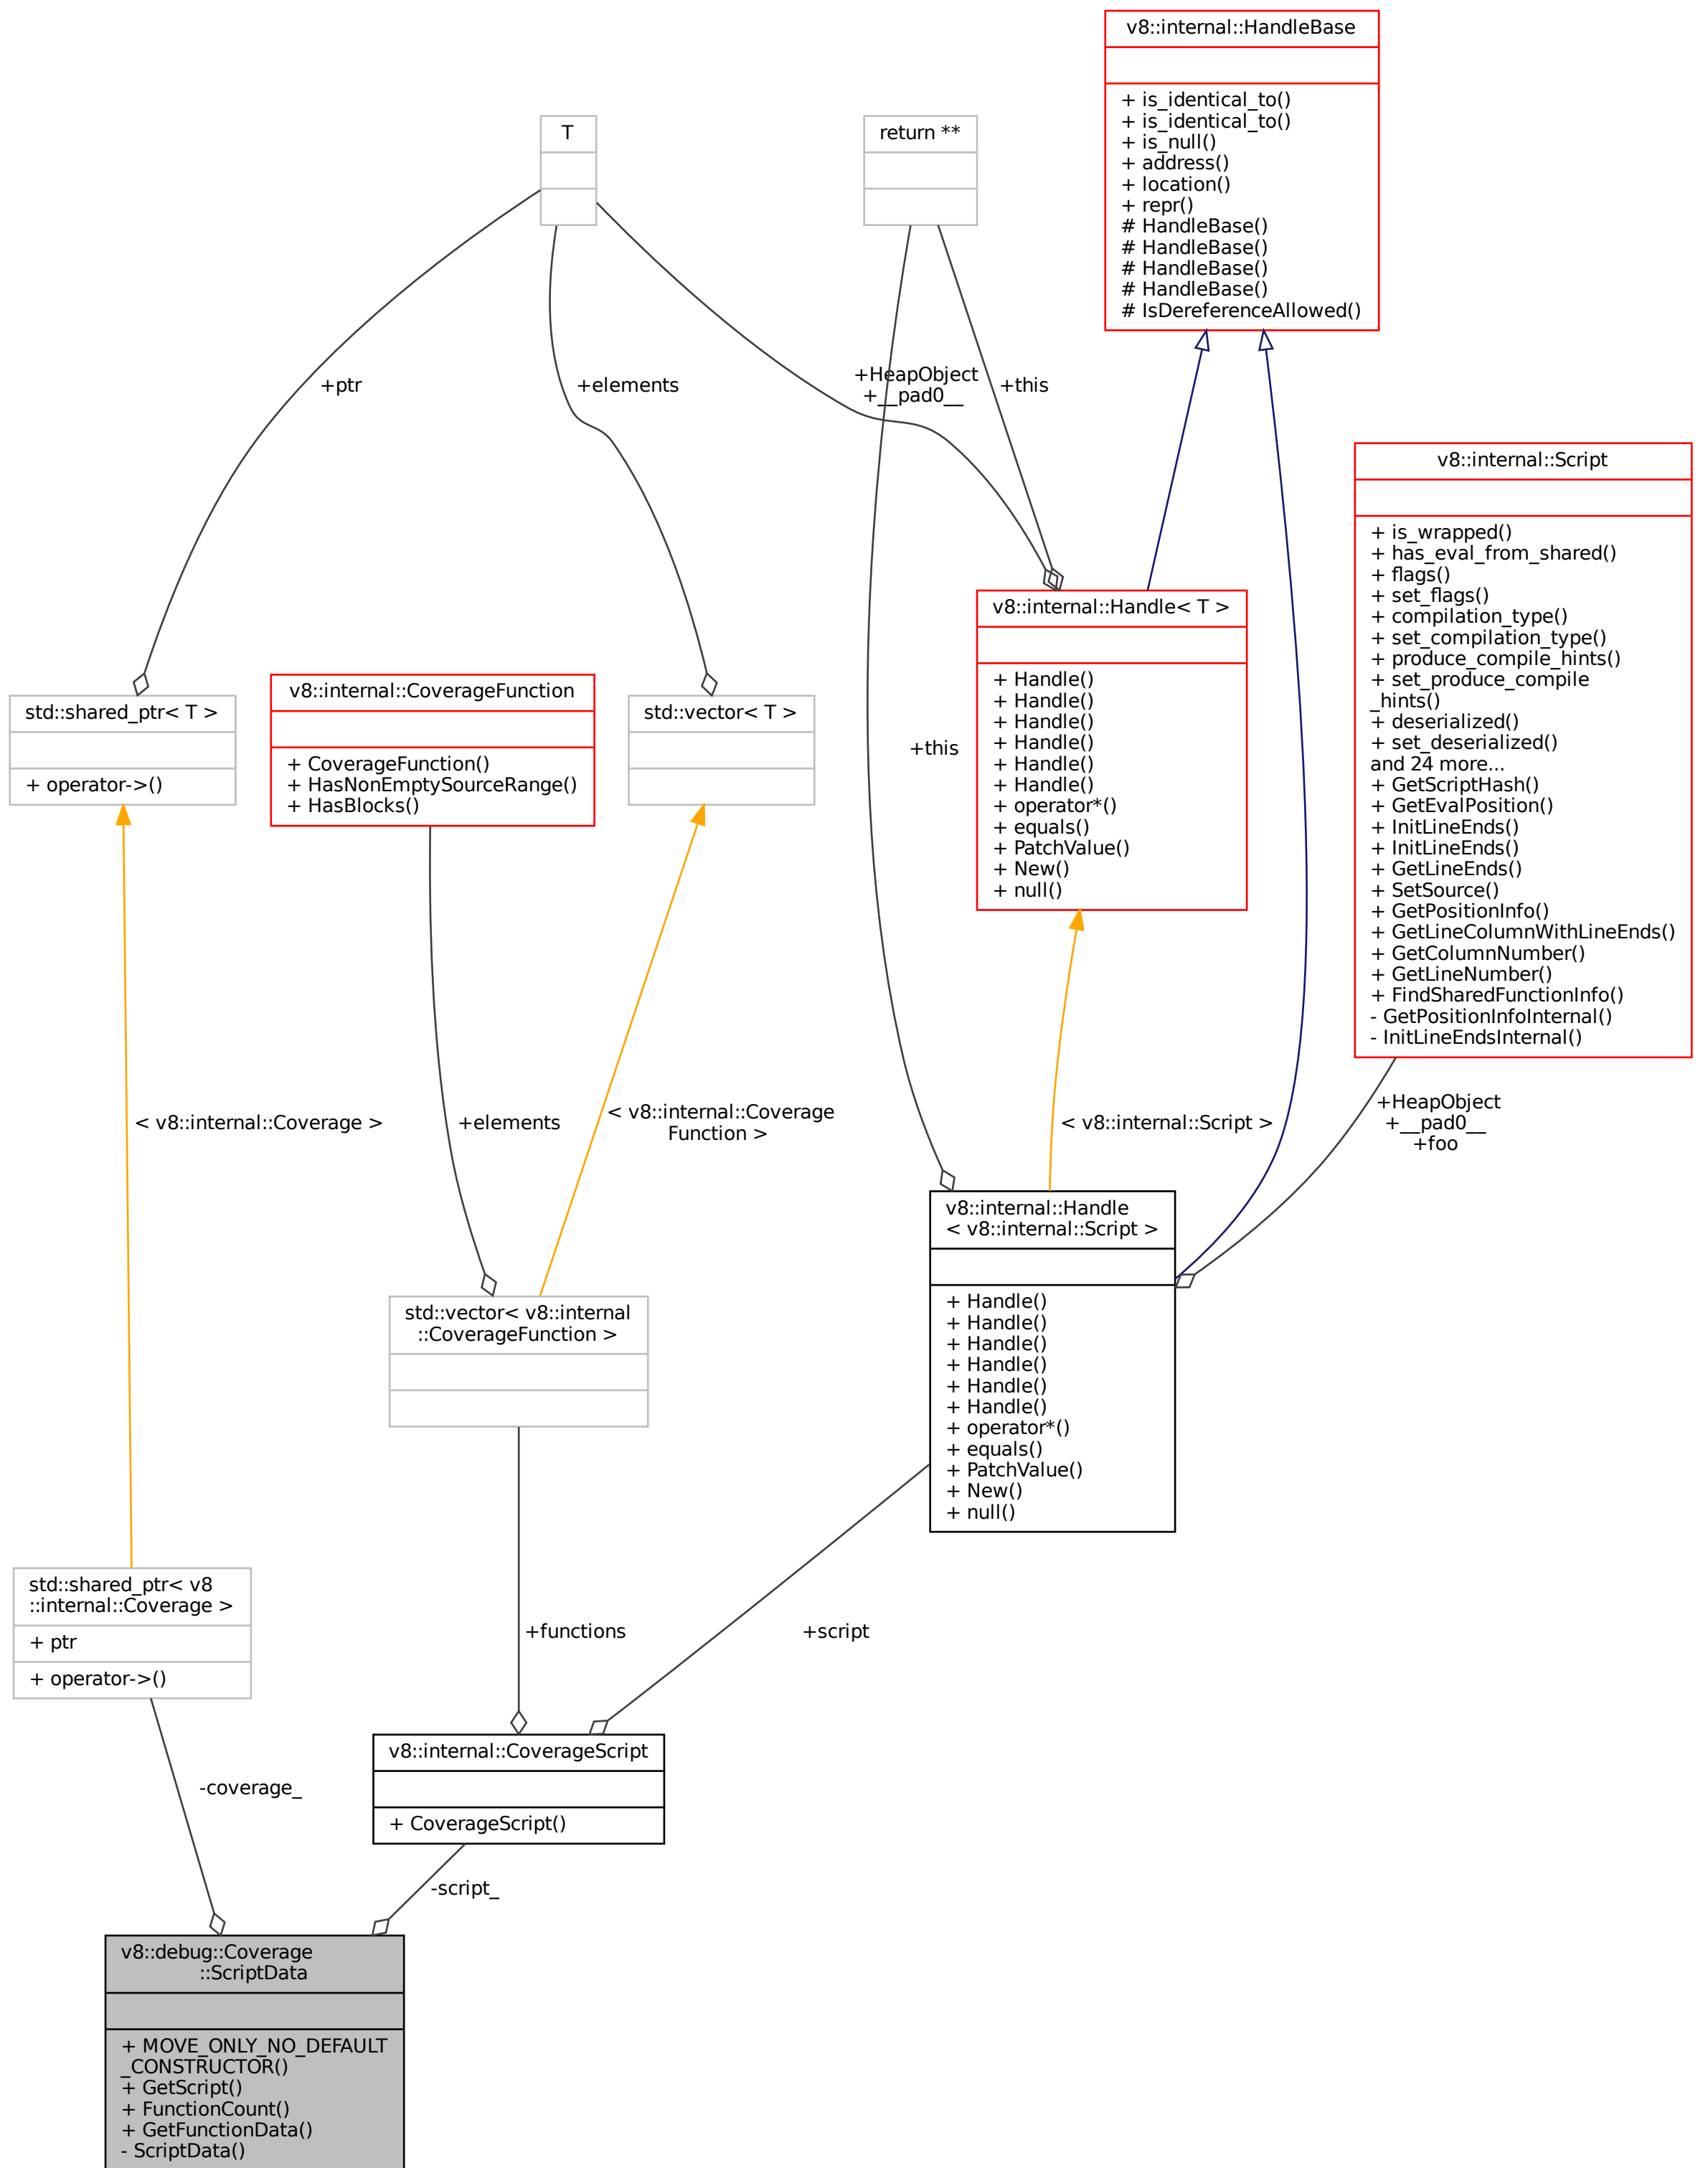 v8::internal::HandleBase
+ is_identical_to()
+ is_identical_to()
+ is_null()
+ address()
+ location()
+ repr()
# HandleBase()
# HandleBase()
# HandleBase()
# HandleBase()
# IsDereferenceAllowed()
T
return **
+ptr
+elements
+HeapObject
+__pad0__
+this
v8::internal::Script
+ is_wrapped()
+ has_eval_from_shared()
+ flags()
+ set_flags()
+ compilation_type()
+ set_compilation_type()
+ produce_compile_hints()
+ set_produce_compile
_hints()
+ deserialized()
+ set_deserialized()
and 24 more...
+ GetScriptHash()
+ GetEvalPosition()
+ InitLineEnds()
+ InitLineEnds()
+ GetLineEnds()
+ SetSource()
+ GetPositionInfo()
+ GetLineColumnWithLineEnds()
+ GetColumnNumber()
+ GetLineNumber()
+ FindSharedFunctionInfo()
- GetPositionInfoInternal()
- InitLineEndsInternal()
v8::internal::Handle< T >
+ Handle()
+ Handle()
+ Handle()
+ Handle()
+ Handle()
+ Handle()
+ operator*()
+ equals()
+ PatchValue()
+ New()
+ null()
std::shared_ptr< T >
+ operator->()
v8::internal::CoverageFunction
+ CoverageFunction()
+ HasNonEmptySourceRange()
+ HasBlocks()
std::vector< T >
+this
< v8::internal::Coverage >
+elements
< v8::internal::Coverage
Function >
< v8::internal::Script >
+HeapObject
+__pad0__
+foo
v8::internal::Handle
< v8::internal::Script >
+ Handle()
+ Handle()
+ Handle()
+ Handle()
+ Handle()
+ Handle()
+ operator*()
+ equals()
+ PatchValue()
+ New()
+ null()
std::vector< v8::internal
::CoverageFunction >
std::shared_ptr< v8
::internal::Coverage >
+ ptr
+ operator->()
+functions
+script
v8::internal::CoverageScript
+ CoverageScript()
-coverage_
-script_
v8::debug::Coverage
::ScriptData
+ MOVE_ONLY_NO_DEFAULT
_CONSTRUCTOR()
+ GetScript()
+ FunctionCount()
+ GetFunctionData()
- ScriptData()